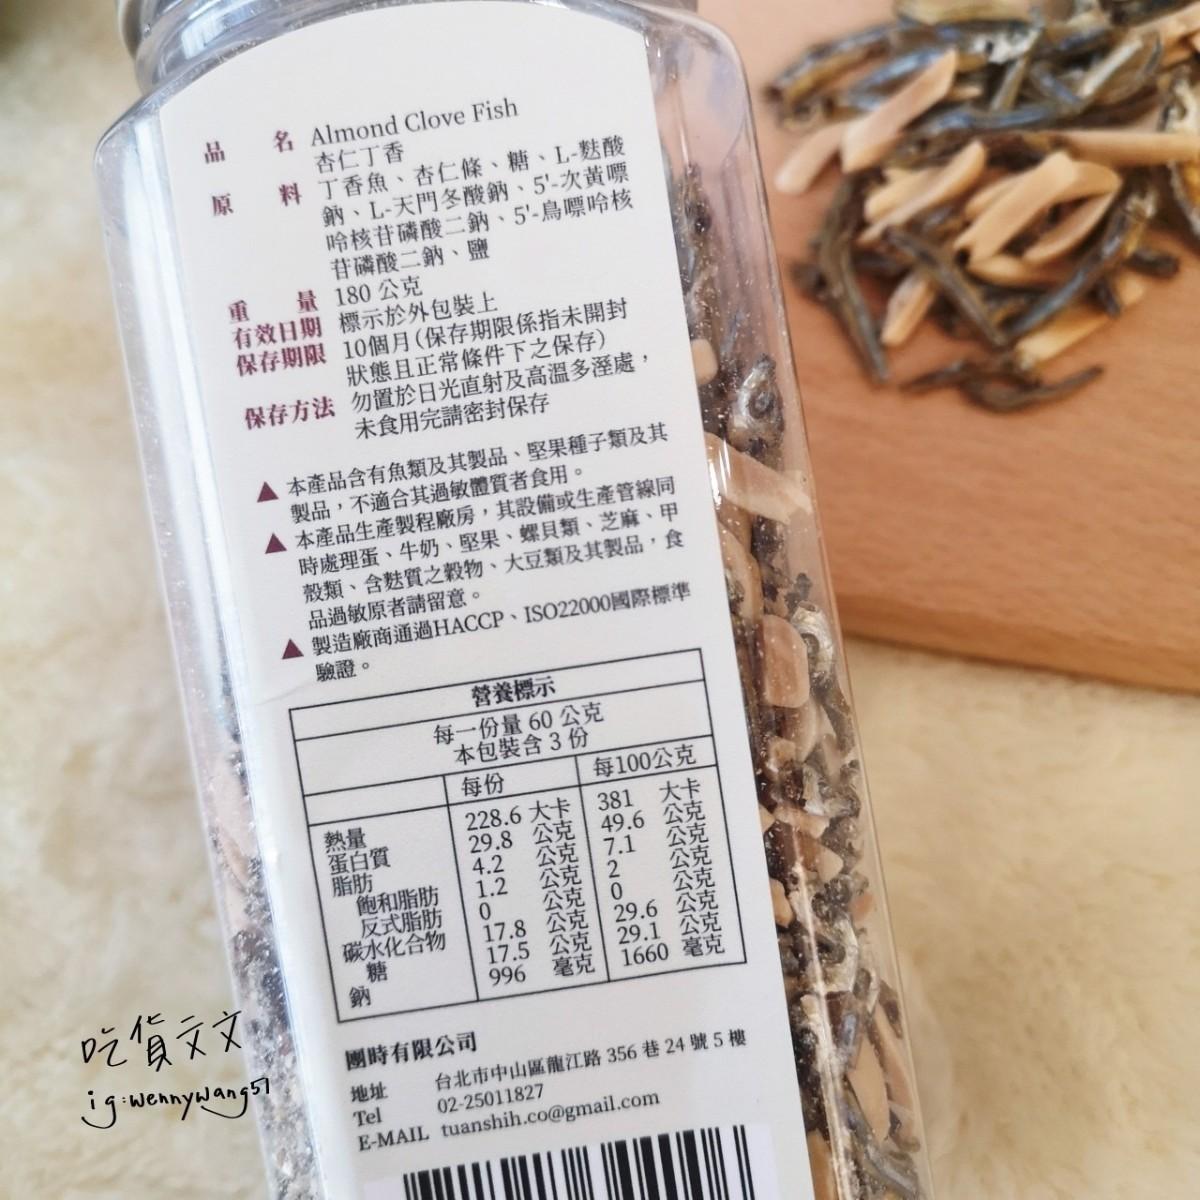 品名 Almond Clove Fish
杏仁丁香
原料 丁香魚、杏仁條、糖、L-麩酸
鈉、L-天門冬酸鈉、5'-次黃嘌
呤核苷磷酸二鈉、5'-鳥嘌呤核
苷磷酸二鈉、鹽
重量 180 公克
有效日期 標示於外包裝上
保存期限 10個月(保存期限係指未開封
狀態且正常條件下之保存)
保存方法 勿置於日光直射及高溫多溼處，
未食用完請密封保存
▲ 本產品含有魚類及其製品、堅果種子類及其
製品，不適合其過敏體質者食用。
▲ 本產品生產製程廠房，其設備或生產管線同
時處理蛋、牛奶、堅果、螺貝類、芝麻、甲
殼類、含麩質之穀物、大豆類及其製品，食
品過敏原者請留意。
▲ 製造廠商通過HACCP、ISO22000國際標準
驗證。
營養標示
每一份量 60 公克
本包裝含 3 份
每份 每100公克
熱量 228.6 大卡 381 大卡
蛋白質 29.8 公克 49.6 公克
脂肪 4.2 公克 7.1 公克
飽和脂肪 1.2 公克 2 公克
反式脂肪 0 公克 0 公克
碳水化合物 17.8 公克 29.6 公克
糖 17.5 公克 29.1 公克
鈉 996 毫克 1660 毫克
團時有限公司
地址 台北市中山區龍江路 356 巷 24 號 5 樓
Tel 02-25011827
E-MAIL tuanshih.co@gmail.com
吃貨文文
ig:wennywang51